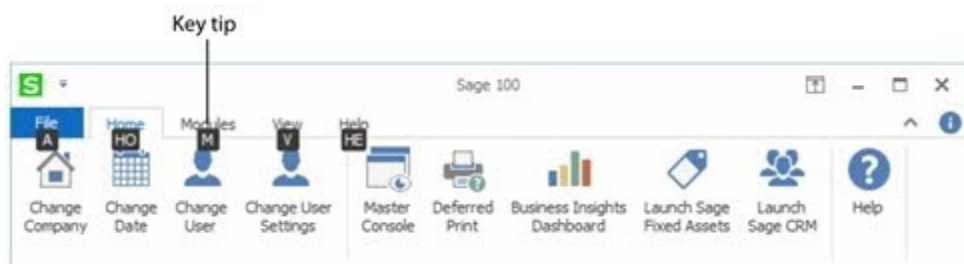 Key tip
S
Sage 100
File Home Modules View Help
A HO M V HE
Change Company
Change Date
Change User
Change User Settings
Master Console
Deferred Print
Business Insights Dashboard
Launch Sage Fixed Assets
Launch Sage CRM
Help